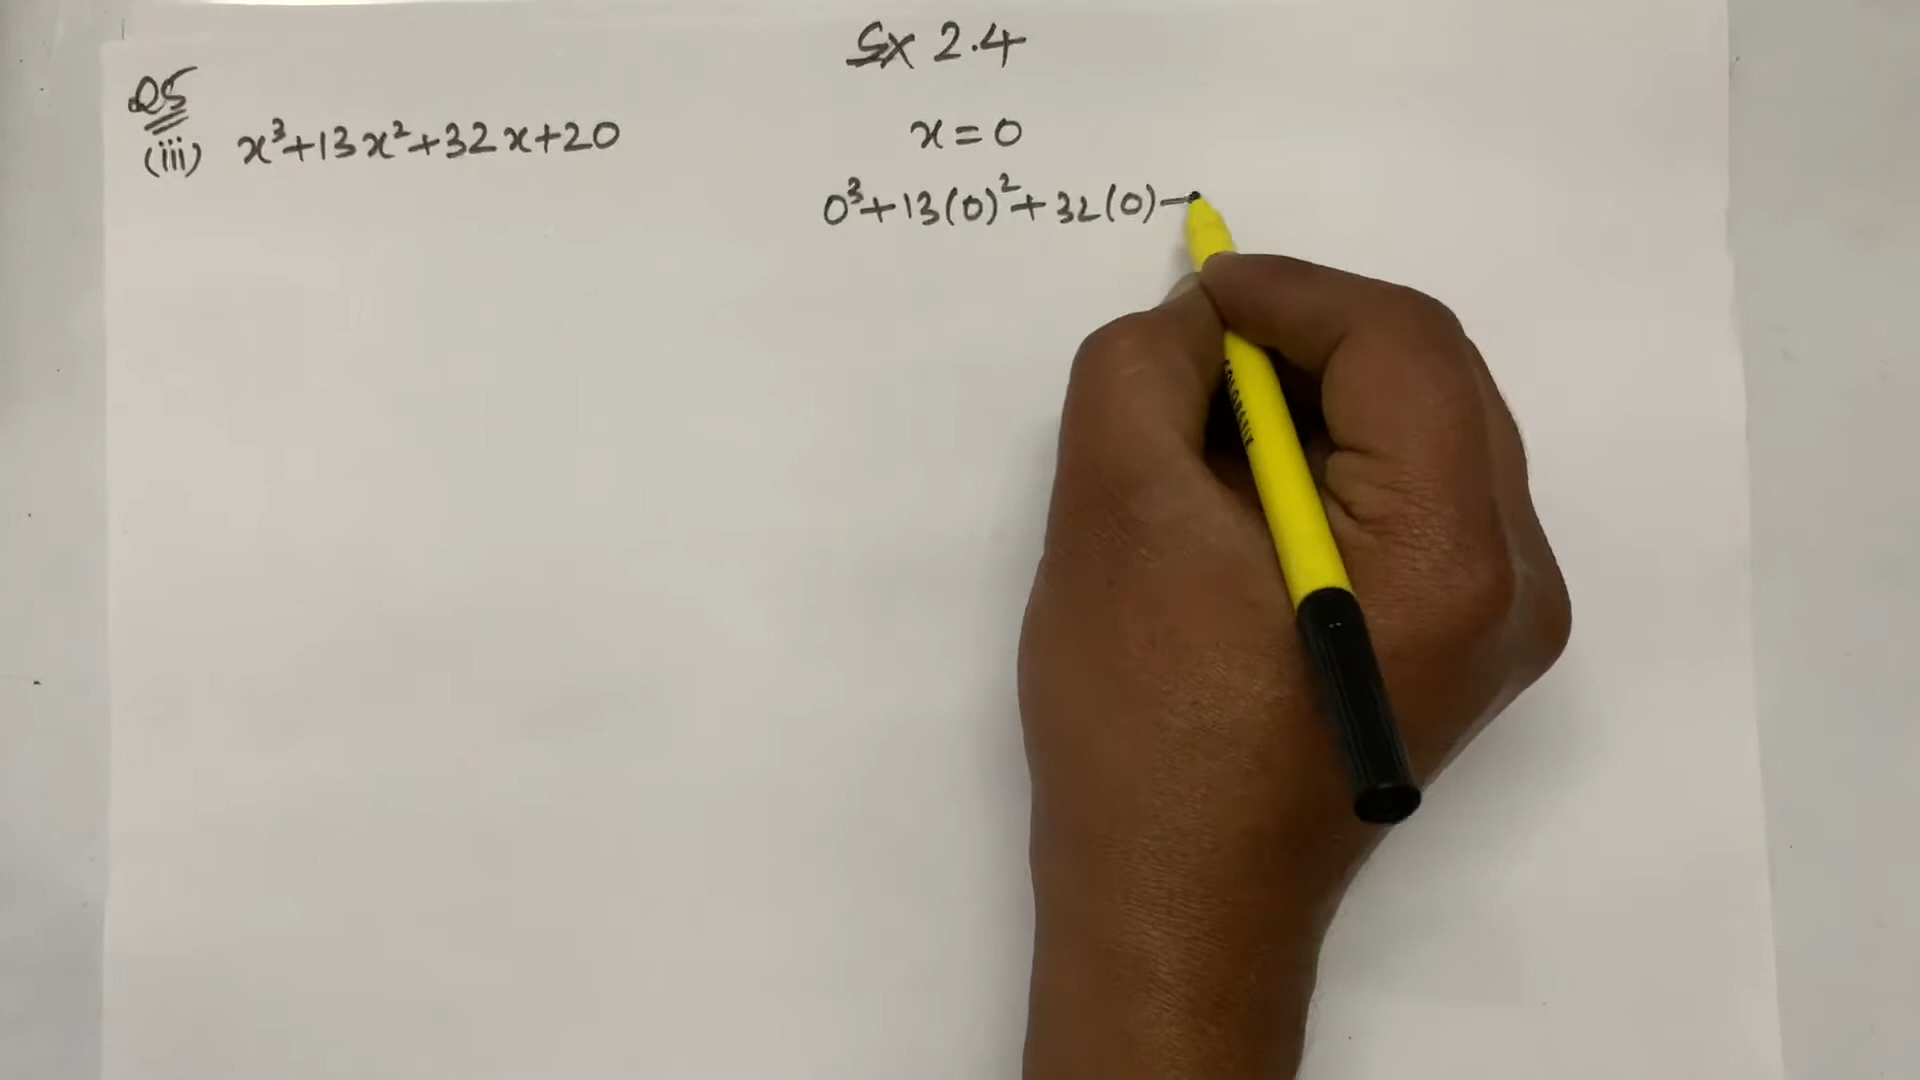 Ex 2.4
Q5
(iii) x³+13x²+32x+20
x=0
0³+13(0)²+32(0)-